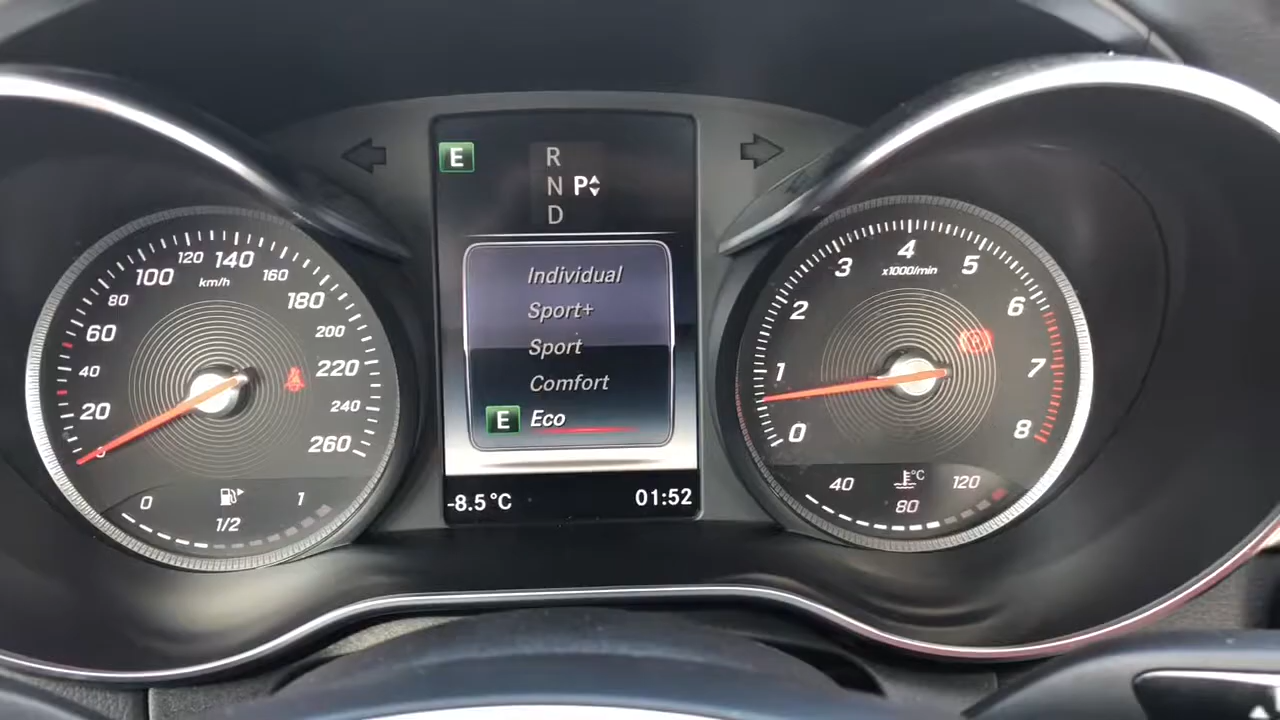 E
R
N P
D
Individual
Sport+
Sport
Comfort
E Eco
-8.5°C 01:52
0 20 40 60 80 100 120 140 160 180 200 220 240 260
km/h
0 1/2 1
0 1 2 3 4 5 6 7 8
x1000/min
P
°C
40 80 120